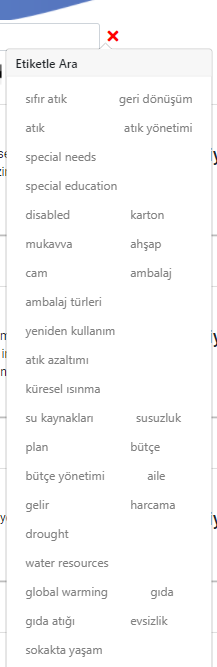 Etiketle Ara
sıfır atık geri dönüşüm
atık atık yönetimi
special needs
special education
disabled karton
mukavva ahşap
cam ambalaj
ambalaj türleri
yeniden kullanım
atık azaltımı
küresel ısınma
su kaynakları susuzluk
plan bütçe
bütçe yönetimi aile
gelir harcama
drought
water resources
global warming gıda
gıda atığı evsizlik
sokakta yaşam